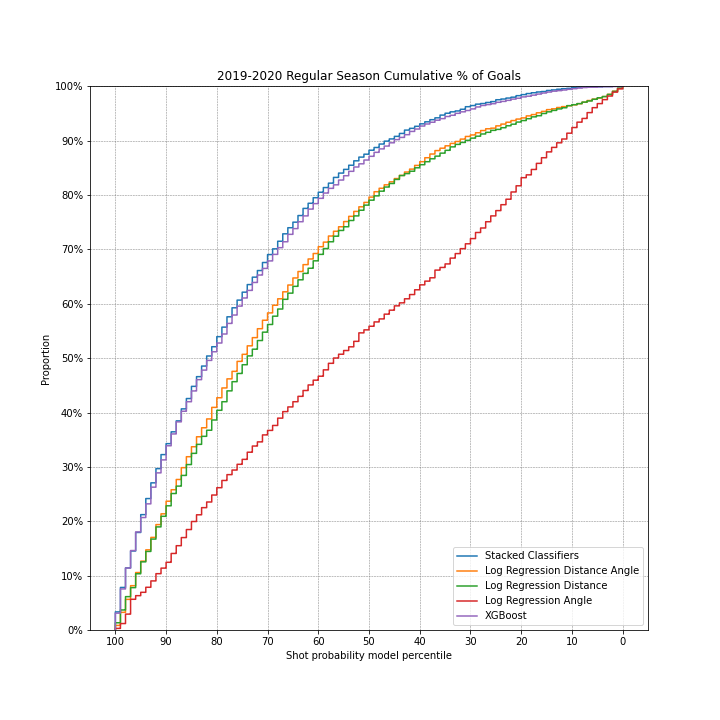 2019-2020 Regular Season Cumulative % of Goals
100%
90%
80%
70%
60%
50%
40%
30%
20%
10%
0%
Proportion
Stacked Classifiers
Log Regression Distance Angle
Log Regression Distance
Log Regression Angle
XGBoost
100 90 80 70 60 50 40 30 20 10 0
Shot probability model percentile